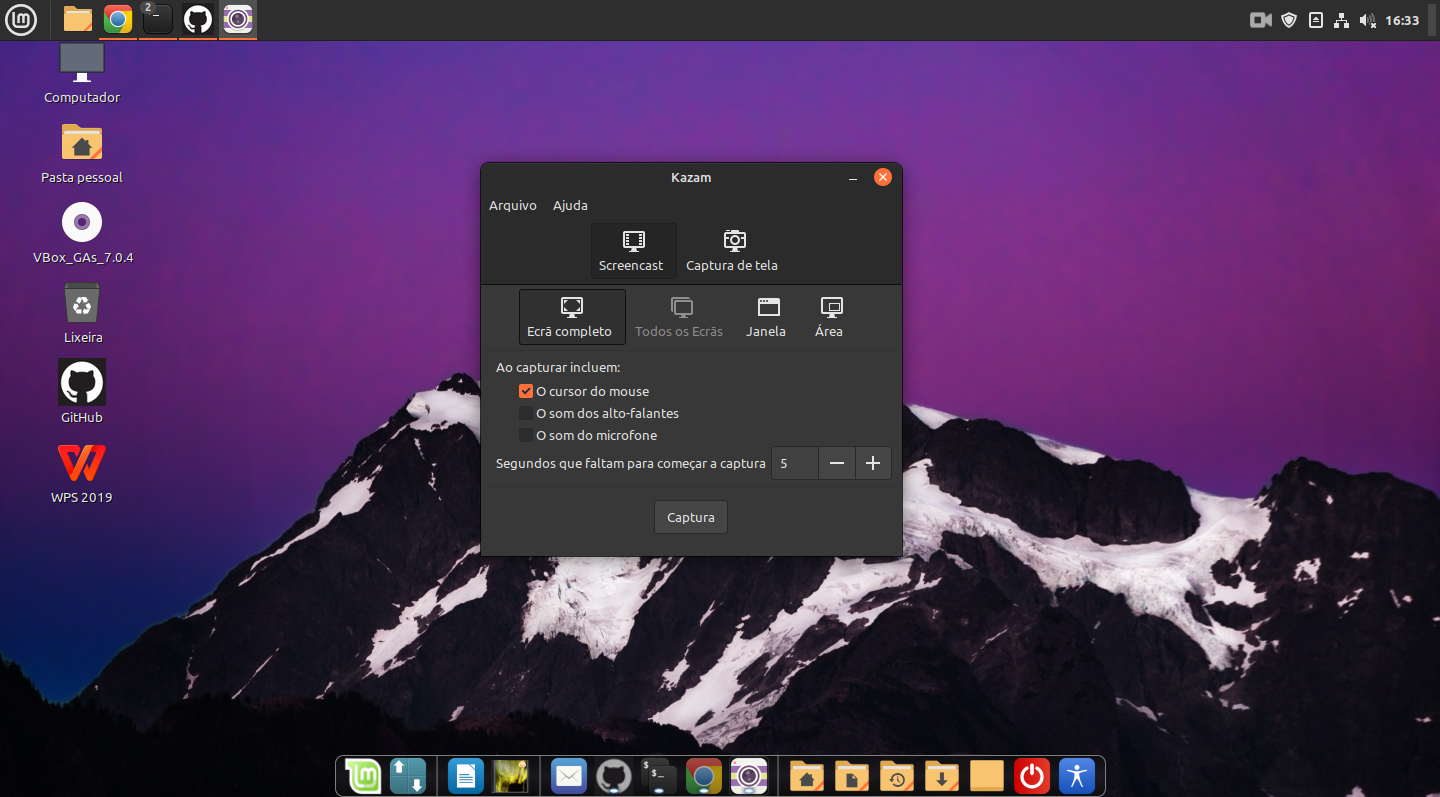 2
16:33
Computador
Pasta pessoal
VBox_GAs_7.0.4
Lixeira
GitHub
WPS 2019
Kazam
Arquivo Ajuda
Screencast Captura de tela
Ecrã completo Todos os Ecrãs Janela Área
Ao capturar incluem:
O cursor do mouse
O som dos alto-falantes
O som do microfone
Segundos que faltam para começar a captura 5
Captura
$
$_